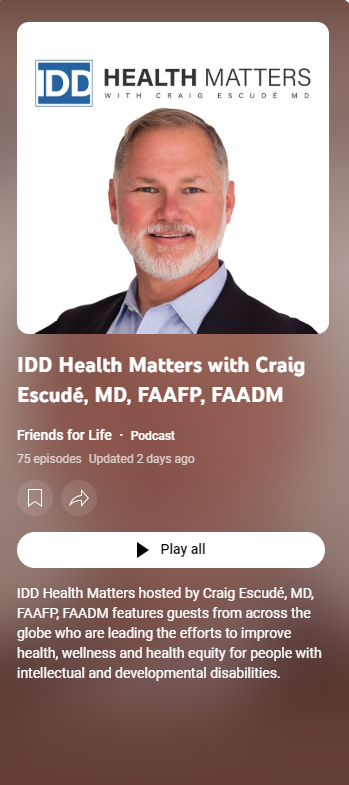 IDD HEALTH MATTERS
WITH CRAIG ESCUDÉ MD
IDD Health Matters with Craig
Escudé, MD, FAAFP, FAADM
Friends for Life · Podcast
75 episodes Updated 2 days ago
Play all
IDD Health Matters hosted by Craig Escudé, MD,
FAAFP, FAADM features guests from across the
globe who are leading the efforts to improve
health, wellness and health equity for people with
intellectual and developmental disabilities.